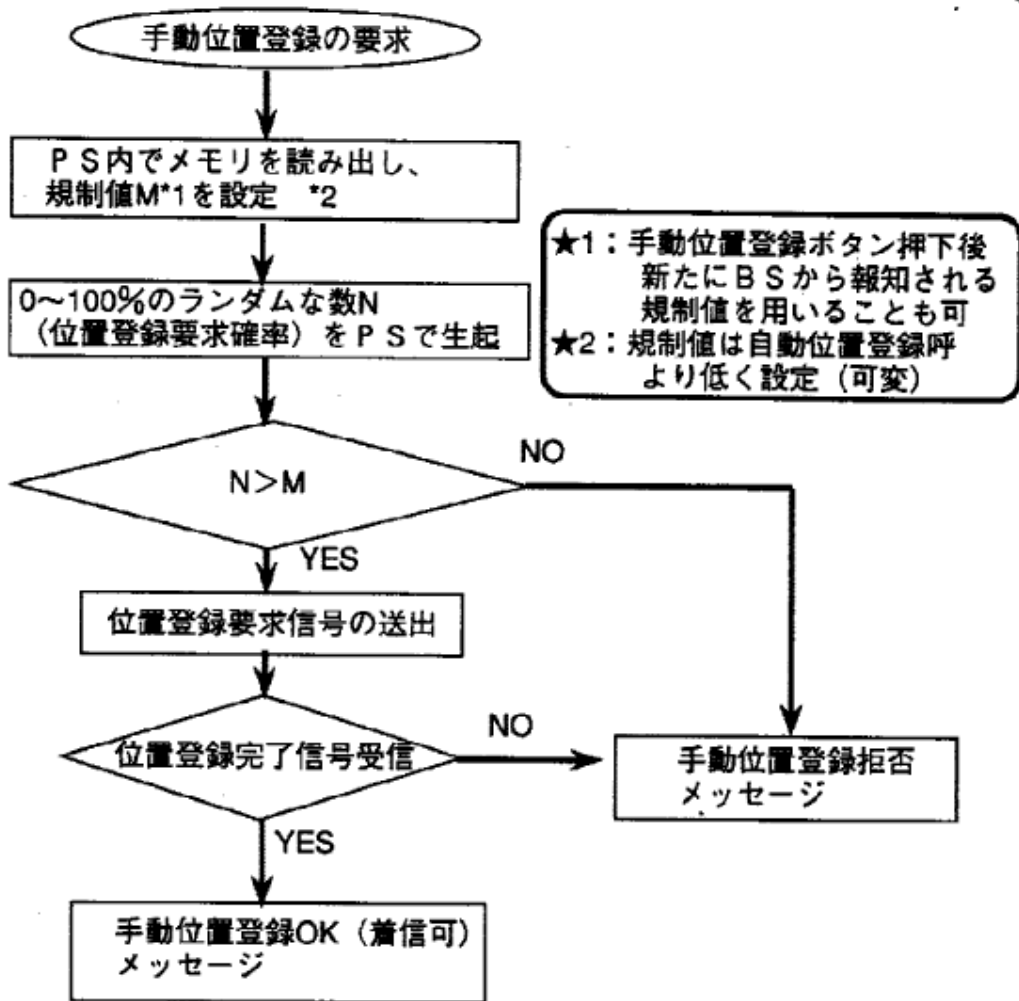 手動位置登録の要求
PS内でメモリを読み出し、
規制値M*1を設定 *2
★1：手動位置登録ボタン押下後
新たにBSから報知される
規制値を用いることも可
★2：規制値は自動位置登録呼
より低く設定（可変）
0〜100%のランダムな数N
（位置登録要求確率）をPSで生起
N＞M
NO
YES
位置登録要求信号の送出
位置登録完了信号受信
NO
YES
手動位置登録拒否
メッセージ
手動位置登録OK（着信可）
メッセージ